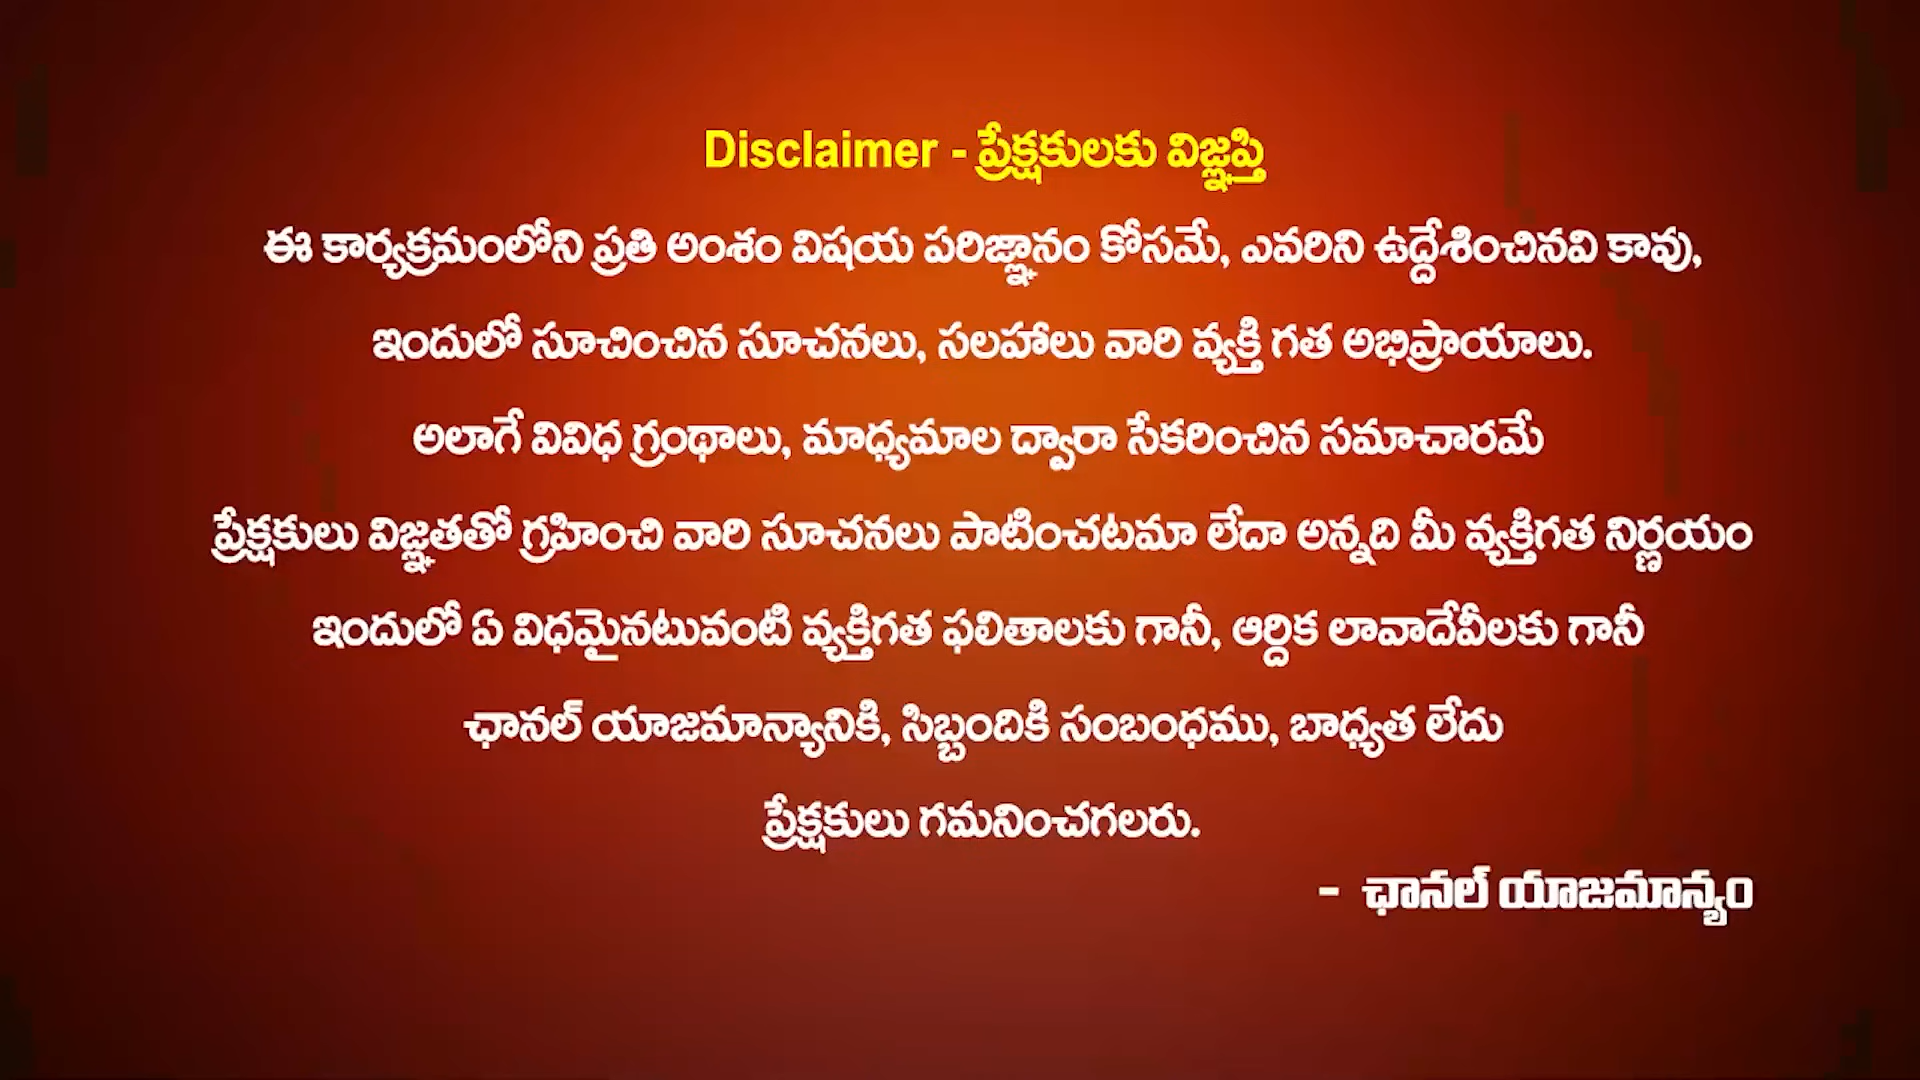 Disclaimer - ప్రేక్షకులకు విజ్ఞప్తి
ఈ కార్యక్రమంలోని ప్రతి అంశం విషయ పరిజ్ఞానం కోసమే, ఎవరిని ఉద్దేశించినవి కావు,
ఇందులో సూచించిన సూచనలు, సలహాలు వారి వ్యక్తి గత అభిప్రాయాలు.
అలాగే వివిధ గ్రంథాలు, మాధ్యమాల ద్వారా సేకరించిన సమాచారమే
ప్రేక్షకులు విజ్ఞతతో గ్రహించి వారి సూచనలు పాటించటమా లేదా అన్నది మీ వ్యక్తిగత నిర్ణయం
ఇందులో ఏ విధమైనటువంటి వ్యక్తిగత ఫలితాలకు గానీ, ఆర్దిక లావాదేవీలకు గానీ
ఛానల్ యాజమాన్యానికి, సిబ్బందికి సంబంధము, బాధ్యత లేదు
ప్రేక్షకులు గమనించగలరు.
- ఛానల్ యాజమాన్యం